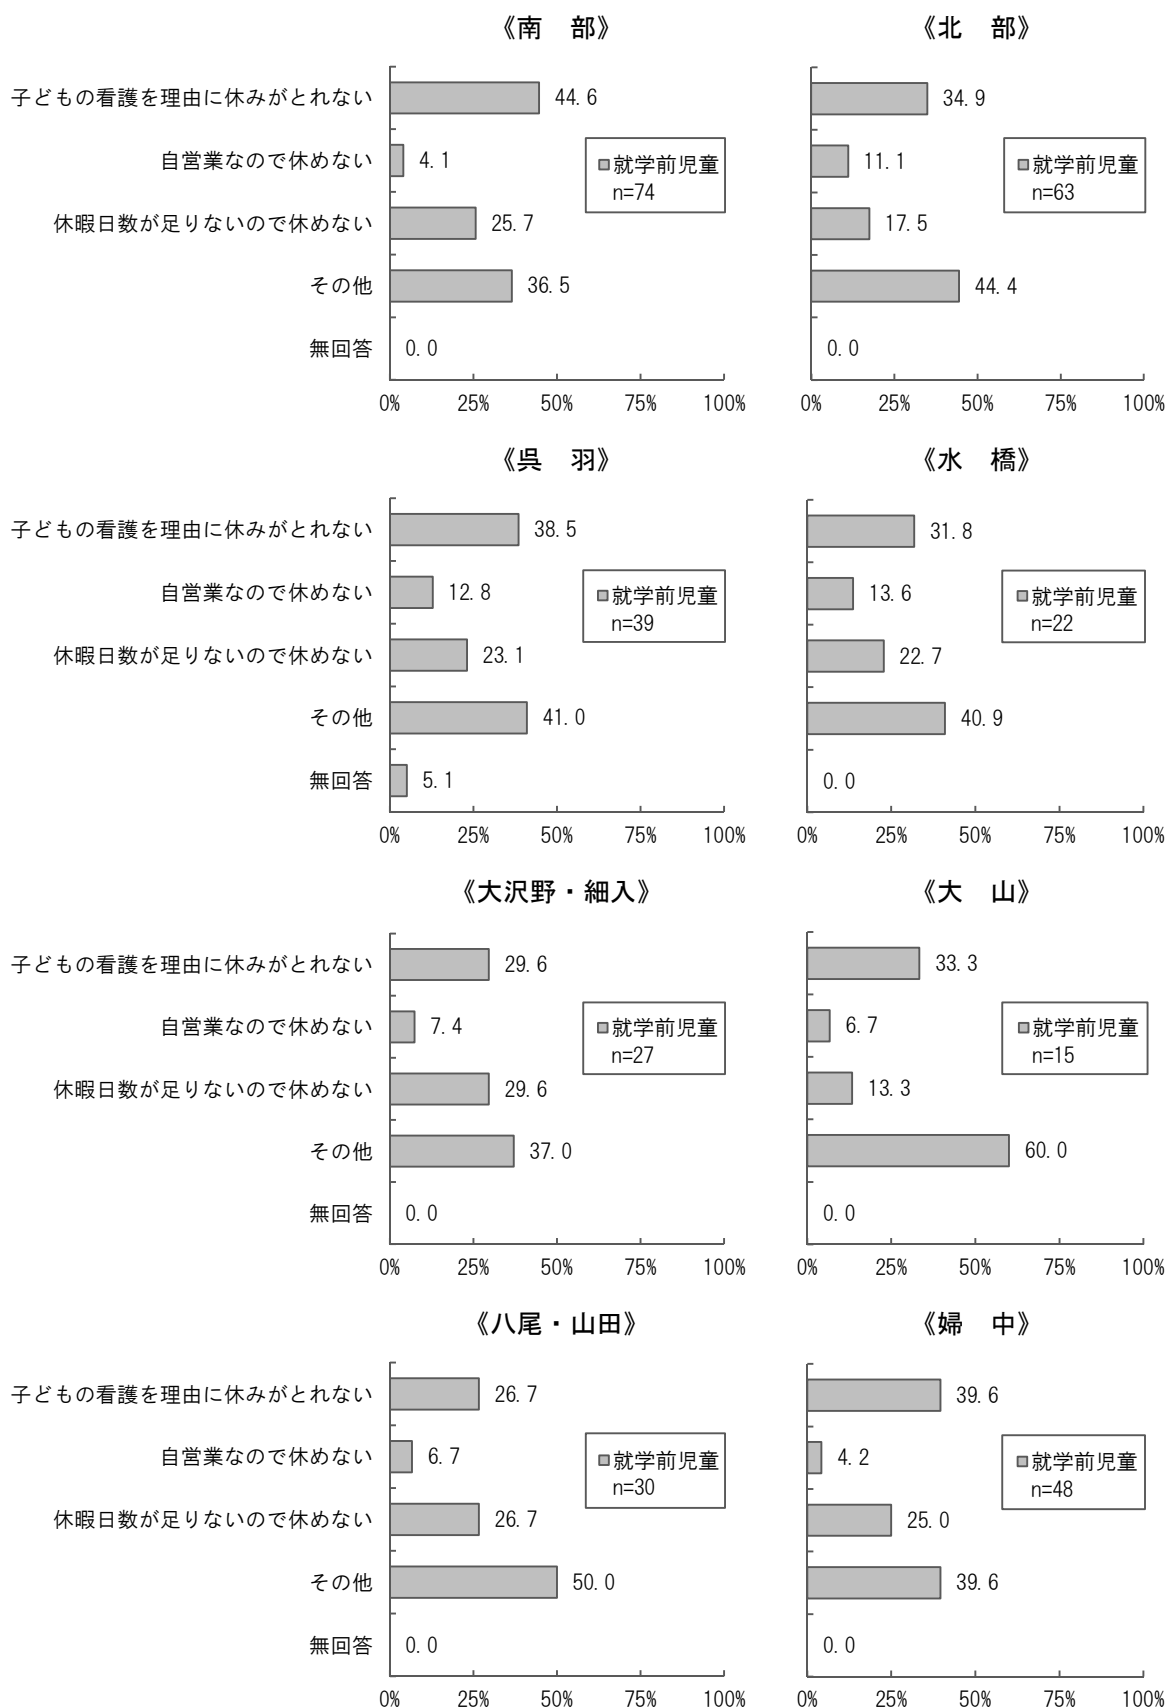 《南　部》
子どもの看護を理由に休みがとれない 44.6
自営業なので休めない 4.1
休暇日数が足りないので休めない 25.7
その他 36.5
無回答 0.0
就学前児童
n=74
0% 25% 50% 75% 100%
《北　部》
34.9
11.1
17.5
44.4
0.0
就学前児童
n=63
0% 25% 50% 75% 100%
《呉　羽》
子どもの看護を理由に休みがとれない 38.5
自営業なので休めない 12.8
休暇日数が足りないので休めない 23.1
その他 41.0
無回答 5.1
就学前児童
n=39
0% 25% 50% 75% 100%
《水　橋》
31.8
13.6
22.7
40.9
0.0
就学前児童
n=22
0% 25% 50% 75% 100%
《大沢野・細入》
子どもの看護を理由に休みがとれない 29.6
自営業なので休めない 7.4
休暇日数が足りないので休めない 29.6
その他 37.0
無回答 0.0
就学前児童
n=27
0% 25% 50% 75% 100%
《大　山》
33.3
6.7
13.3
60.0
0.0
就学前児童
n=15
0% 25% 50% 75% 100%
《八尾・山田》
子どもの看護を理由に休みがとれない 26.7
自営業なので休めない 6.7
休暇日数が足りないので休めない 26.7
その他 50.0
無回答 0.0
就学前児童
n=30
0% 25% 50% 75% 100%
《婦　中》
39.6
4.2
25.0
39.6
0.0
就学前児童
n=48
0% 25% 50% 75% 100%